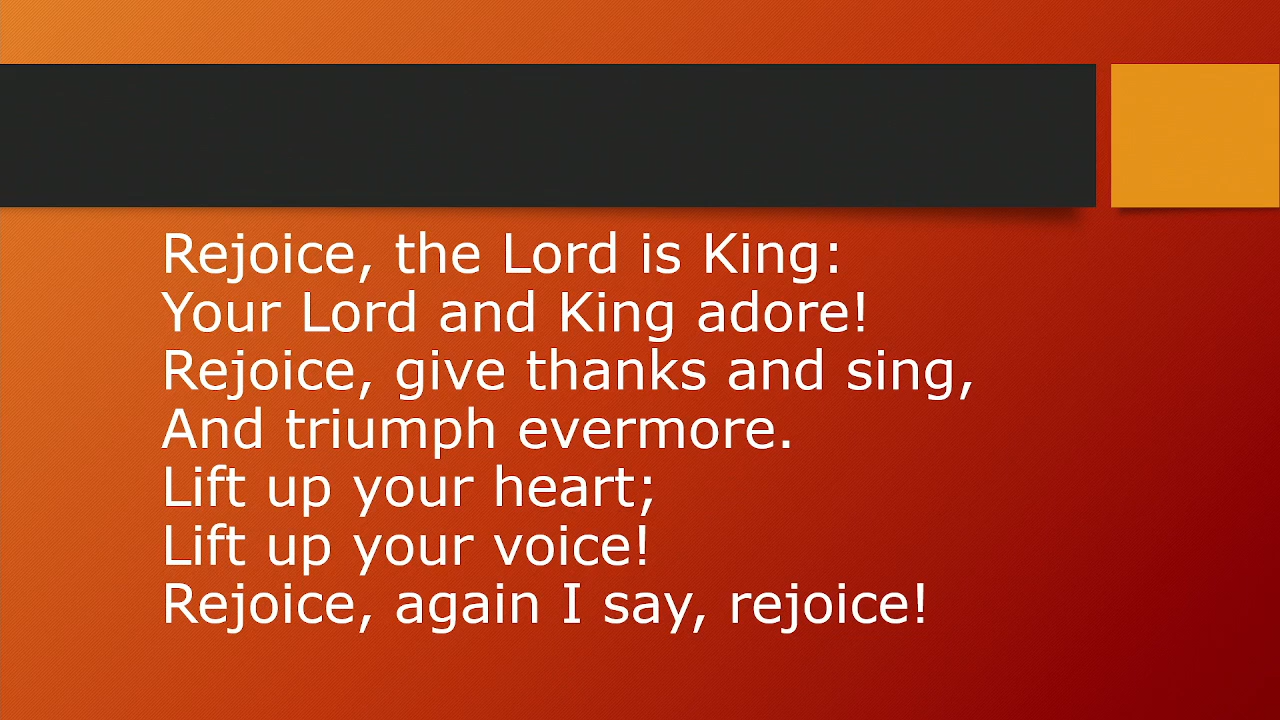 Rejoice, the Lord is King:
Your Lord and King adore!
Rejoice, give thanks and sing,
And triumph evermore.
Lift up your heart;
Lift up your voice!
Rejoice, again I say, rejoice!